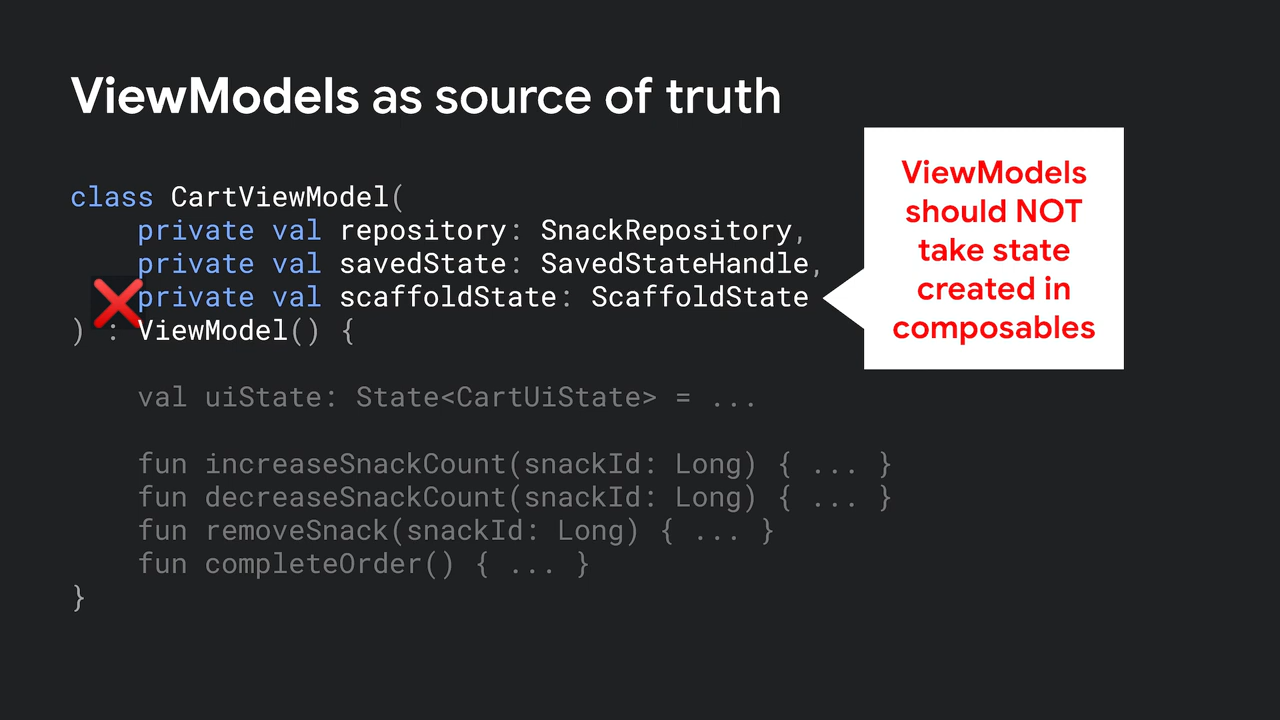 ViewModels as source of truth
class CartViewModel(
    private val repository: SnackRepository,
    private val savedState: SavedStateHandle,
    private val scaffoldState: ScaffoldState
) : ViewModel() {
    val uiState: State<CartUiState> = ...
    fun increaseSnackCount(snackId: Long) { ... }
    fun decreaseSnackCount(snackId: Long) { ... }
    fun removeSnack(snackId: Long) { ... }
    fun completeOrder() { ... }
}
ViewModels
should NOT
take state
created in
composables